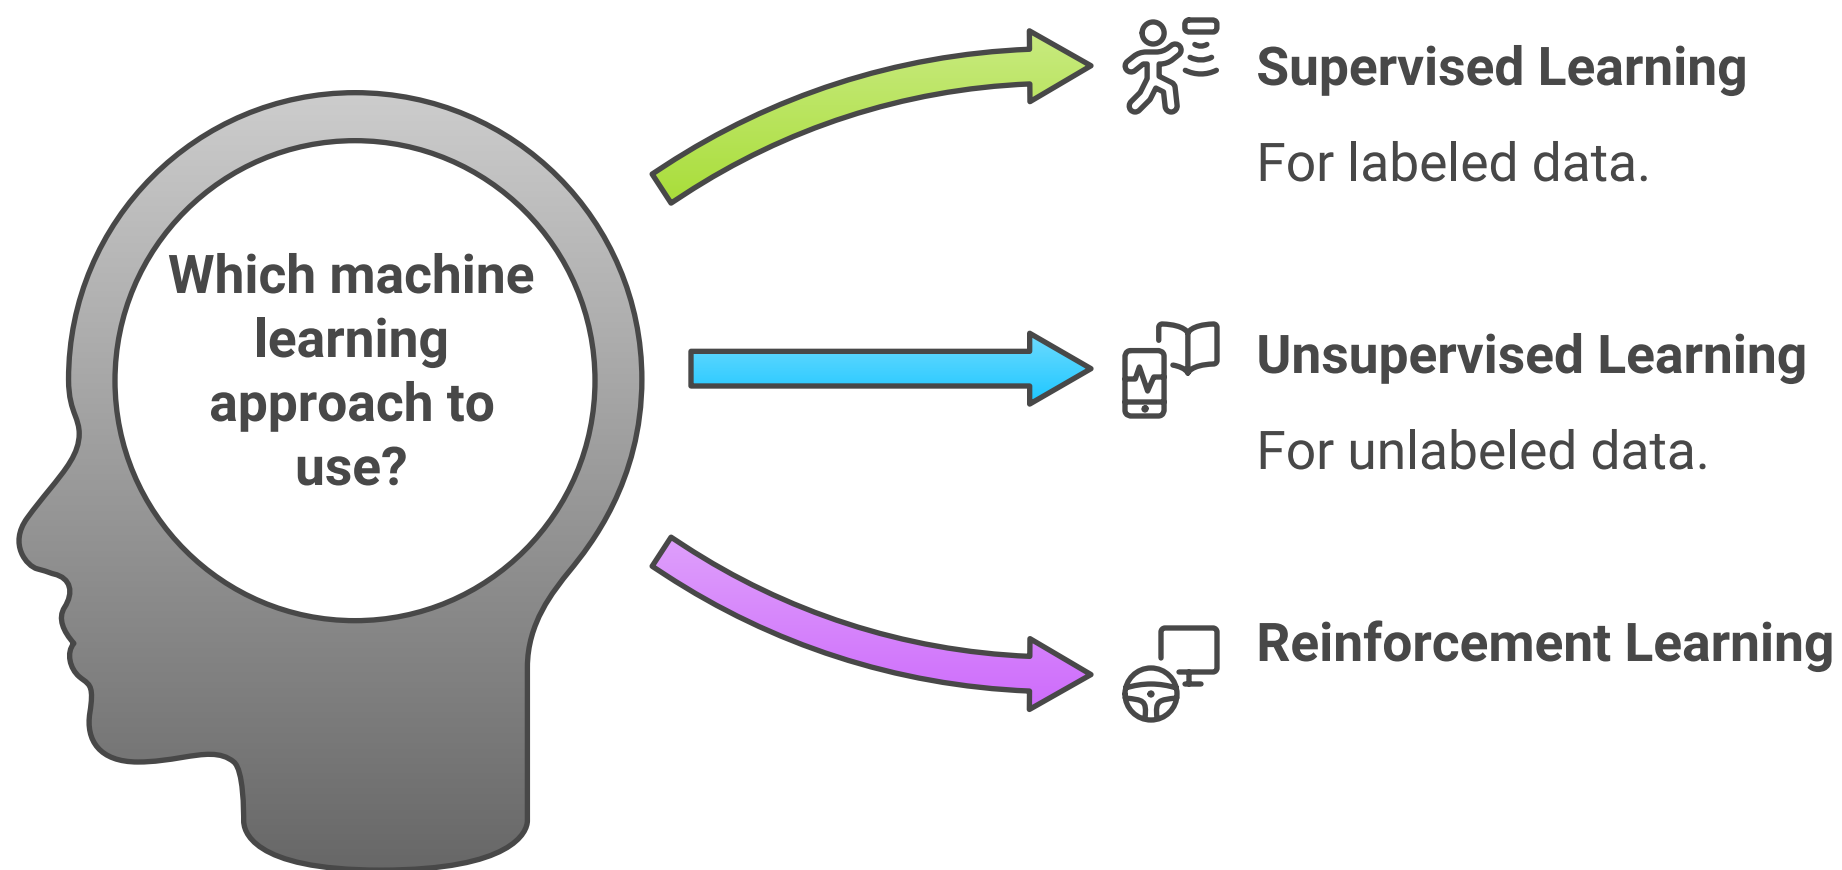 Which machine
learning
approach to
use?
Supervised Learning
For labeled data.
Unsupervised Learning
For unlabeled data.
Reinforcement Learning